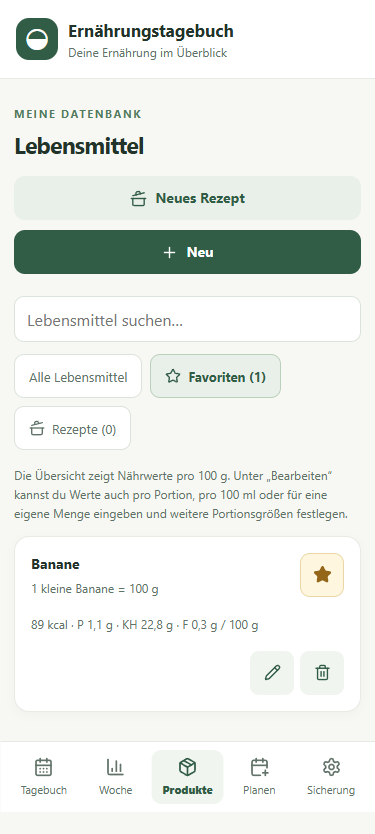 Ernährungstagebuch
Deine Ernährung im Überblick
MEINE DATENBANK
Lebensmittel
Neues Rezept
Neu
Lebensmittel suchen...
Alle Lebensmittel
Favoriten (1)
Rezepte (0)
Die Übersicht zeigt Nährwerte pro 100 g. Unter „Bearbeiten“
kannst du Werte auch pro Portion, pro 100 ml oder für eine
eigene Menge eingeben und weitere Portionsgrößen festlegen.
Banane
1 kleine Banane = 100 g
89 kcal · P 1,1 g · KH 22,8 g · F 0,3 g / 100 g
Tagebuch
Woche
Produkte
Planen
Sicherung